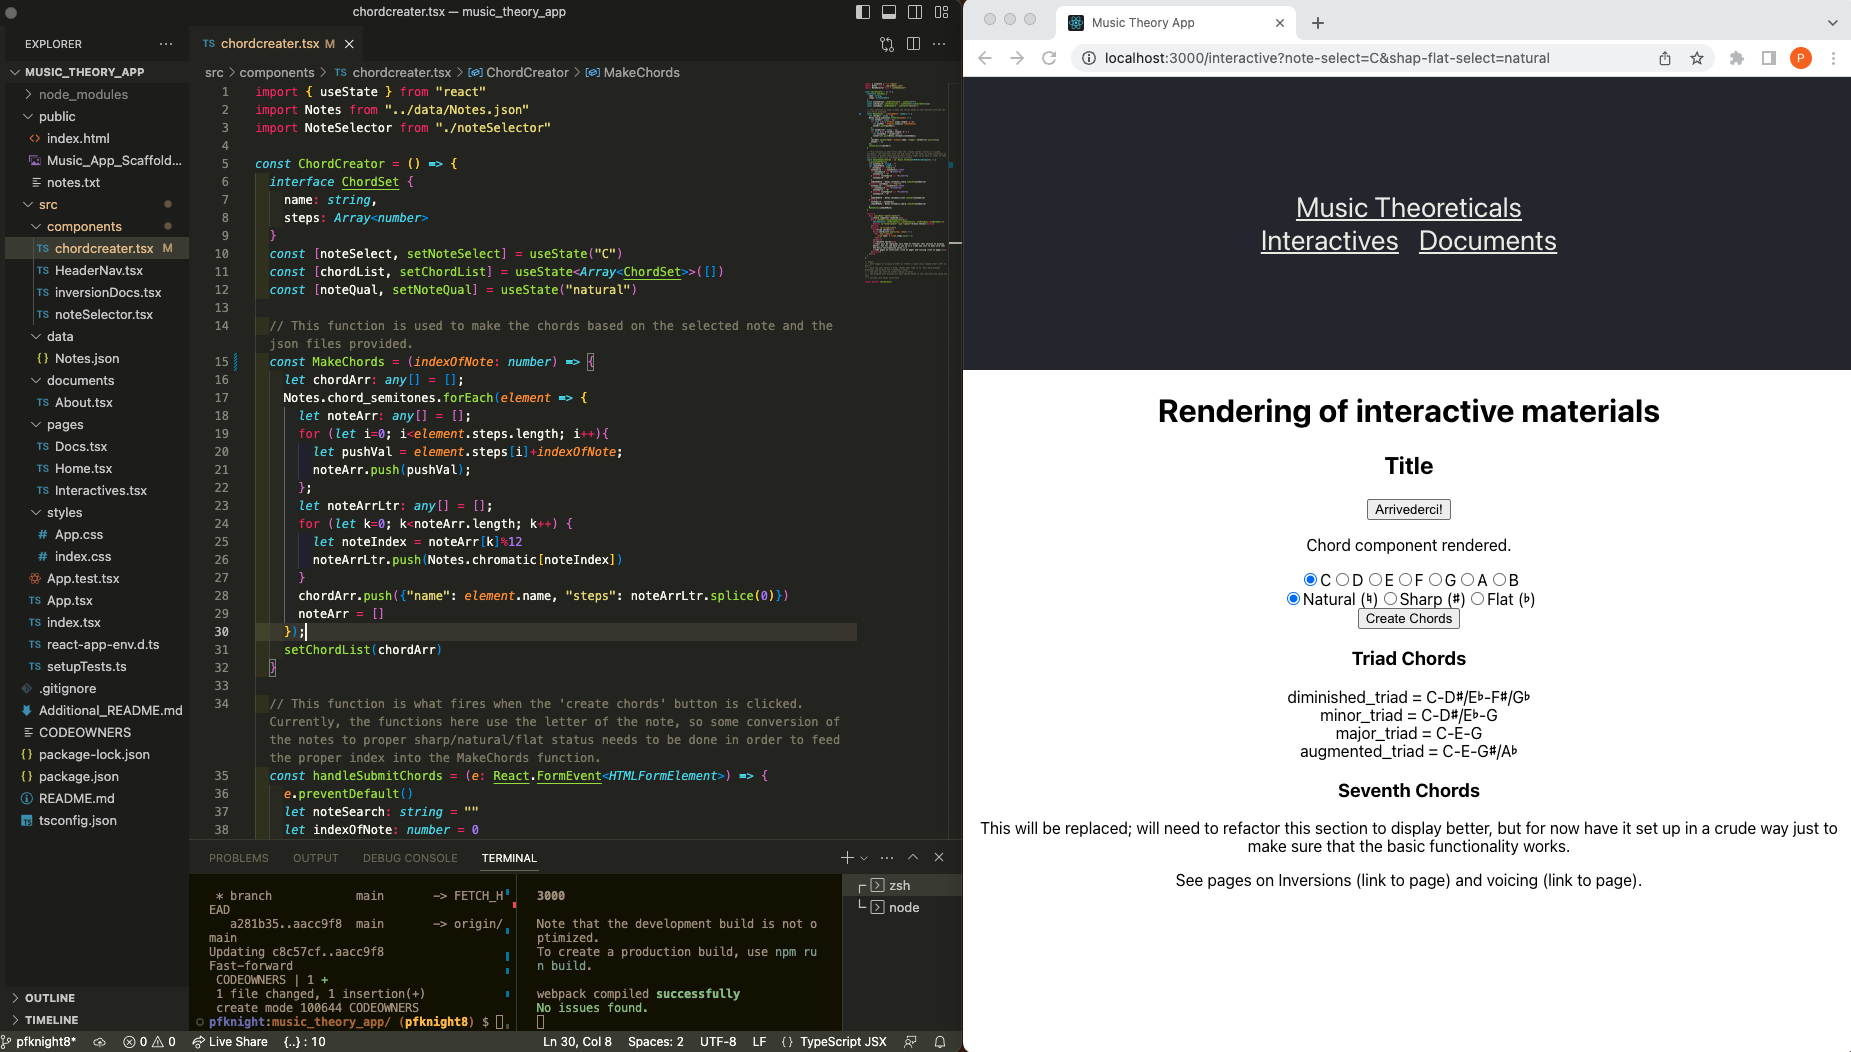 chordcreater.tsx — music_theory_app
EXPLORER
MUSIC_THEORY_APP
node_modules
public
index.html
Music_App_Scaffold...
notes.txt
src
components
TS chordcreater.tsx M
TS HeaderNav.tsx
TS inversionDocs.tsx
TS noteSelector.tsx
data
{} Notes.json
documents
TS About.tsx
pages
TS Docs.tsx
TS Home.tsx
TS Interactives.tsx
styles
# App.css
# index.css
App.test.tsx
TS App.tsx
TS index.tsx
TS react-app-env.d.ts
TS setupTests.ts
.gitignore
Additional_README.md
CODEOWNERS
{} package-lock.json
{} package.json
README.md
tsconfig.json
OUTLINE
TIMELINE
TS chordcreater.tsx M
src > components > TS chordcreater.tsx > ChordCreator > MakeChords
1 import { useState } from "react"
2 import Notes from "../data/Notes.json"
3 import NoteSelector from "./noteSelector"
4
5 const ChordCreator = () => {
6 interface ChordSet {
7 name: string,
8 steps: Array<number>
9 }
10 const [noteSelect, setNoteSelect] = useState("C")
11 const [chordList, setChordList] = useState<Array<ChordSet>>([])
12 const [noteQual, setNoteQual] = useState("natural")
13
14 // This function is used to make the chords based on the selected note and the
json files provided.
15 const MakeChords = (indexOfNote: number) => {
16 let chordArr: any[] = [];
17 Notes.chord_semitones.forEach(element => {
18 let noteArr: any[] = [];
19 for (let i=0; i<element.steps.length; i++){
20 let pushVal = element.steps[i]+indexOfNote;
21 noteArr.push(pushVal);
22 };
23 let noteArrLtr: any[] = [];
24 for (let k=0; k<noteArr.length; k++) {
25 let noteIndex = noteArr[k]%12
26 noteArrLtr.push(Notes.chromatic[noteIndex])
27 }
28 chordArr.push({"name": element.name, "steps": noteArrLtr.splice(0)})
29 noteArr = []
30 });
31 setChordList(chordArr)
32 }
33
34 // This function is what fires when the 'create chords' button is clicked.
Currently, the functions here use the letter of the note, so some conversion of
the notes to proper sharp/natural/flat status needs to be done in order to feed
the proper index into the MakeChords function.
35 const handleSubmitChords = (e: React.FormEvent<HTMLFormElement>) => {
36 e.preventDefault()
37 let noteSearch: string = ""
38 let indexOfNote: number = 0
PROBLEMS OUTPUT DEBUG CONSOLE TERMINAL
* branch main -> FETCH_H
EAD
a281b35..aacc9f8 main -> origin/
main
Updating c8c57cf..aacc9f8
Fast-forward
CODEOWNERS | 1 +
1 file changed, 1 insertion(+)
create mode 100644 CODEOWNERS
pfknight:music_theory_app/ (pfknight8) $
3000
Note that the development build is not o
ptimized.
To create a production build, use npm ru
n build.
webpack compiled successfully
No issues found.
zsh
node
pfknight8* 0 0 Live Share {..} : 10 Ln 30, Col 8 Spaces: 2 UTF-8 LF {} TypeScript JSX
Music Theory App
localhost:3000/interactive?note-select=C&shap-flat-select=natural
P
Music Theoreticals
Interactives Documents
Rendering of interactive materials
Title
Arrivederci!
Chord component rendered.
C D E F G A B
Natural (♮) Sharp (♯) Flat (♭)
Create Chords
Triad Chords
diminished_triad = C-D♯/E♭-F♯/G♭
minor_triad = C-D♯/E♭-G
major_triad = C-E-G
augmented_triad = C-E-G♯/A♭
Seventh Chords
This will be replaced; will need to refactor this section to display better, but for now have it set up in a crude way just to
make sure that the basic functionality works.
See pages on Inversions (link to page) and voicing (link to page).